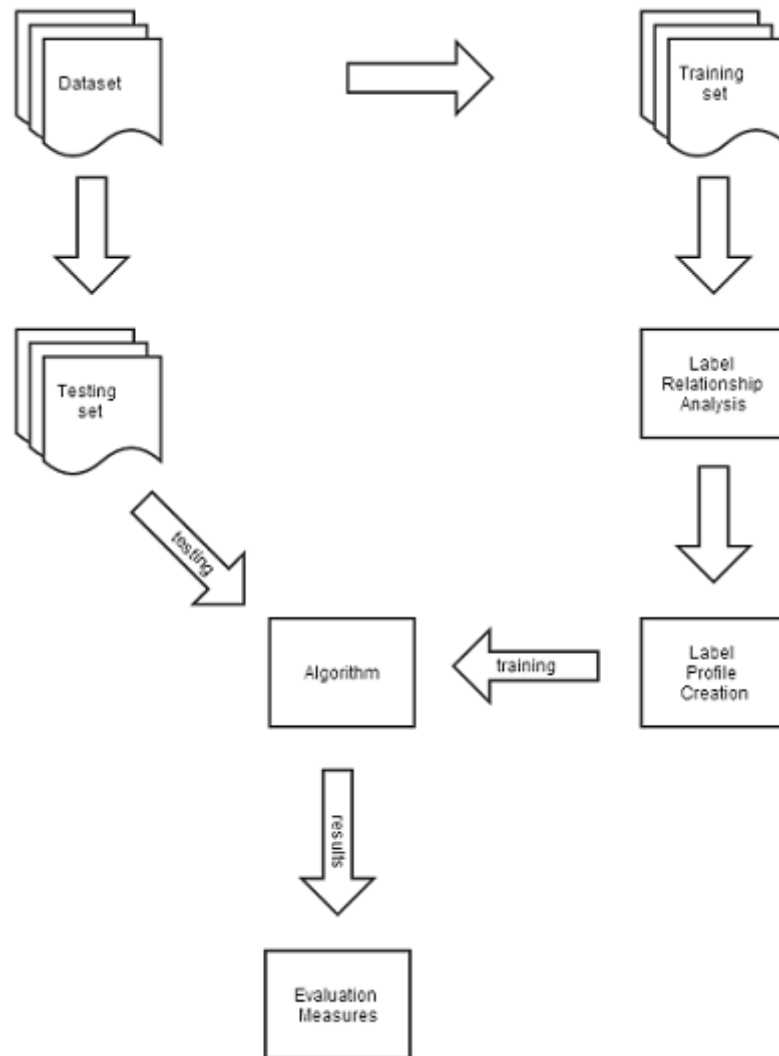 Dataset
Training
set
Testing
set
Label
Relationship
Analysis
testing
Algorithm
training
Label
Profile
Creation
results
Evaluation
Measures